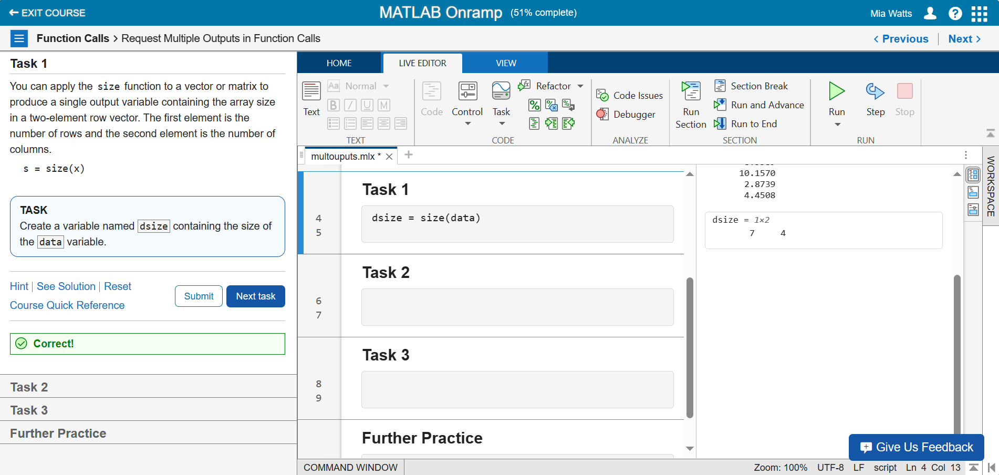 EXIT COURSE
MATLAB Onramp (51% complete)
Mia Watts
Function Calls > Request Multiple Outputs in Function Calls
< Previous | Next >
Task 1
You can apply the size function to a vector or matrix to
produce a single output variable containing the array size
in a two-element row vector. The first element is the
number of rows and the second element is the number of
columns.
s = size(x)
TASK
Create a variable named dsize containing the size of
the data variable.
Hint | See Solution | Reset
Course Quick Reference
Submit
Next task
Correct!
Task 2
Task 3
Further Practice
HOME
LIVE EDITOR
VIEW
Text
Aa Normal
B I U M
TEXT
Code
Control
Task
Refactor
CODE
Code Issues
Debugger
ANALYZE
Run
Section
Section Break
Run and Advance
Run to End
SECTION
Run
Step
Stop
RUN
multouputs.mlx *
Task 1
4 dsize = size(data)
5
Task 2
6
7
Task 3
8
9
Further Practice
10.1570
2.8739
4.4508
dsize = 1×2
7 4
WORKSPACE
Give Us Feedback
COMMAND WINDOW
Zoom: 100% UTF-8 LF script Ln 4 Col 13